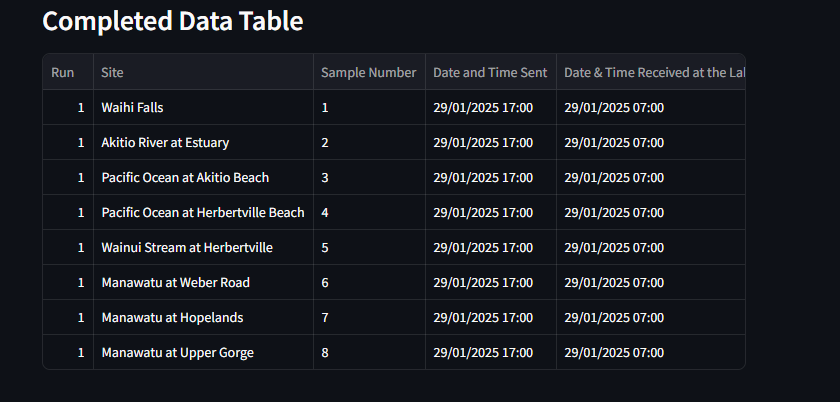 Completed Data Table
Run Site Sample Number Date and Time Sent Date & Time Received at the Lal
1 Waihi Falls 1 29/01/2025 17:00 29/01/2025 07:00
1 Akitio River at Estuary 2 29/01/2025 17:00 29/01/2025 07:00
1 Pacific Ocean at Akitio Beach 3 29/01/2025 17:00 29/01/2025 07:00
1 Pacific Ocean at Herbertville Beach 4 29/01/2025 17:00 29/01/2025 07:00
1 Wainui Stream at Herbertville 5 29/01/2025 17:00 29/01/2025 07:00
1 Manawatu at Weber Road 6 29/01/2025 17:00 29/01/2025 07:00
1 Manawatu at Hopelands 7 29/01/2025 17:00 29/01/2025 07:00
1 Manawatu at Upper Gorge 8 29/01/2025 17:00 29/01/2025 07:00